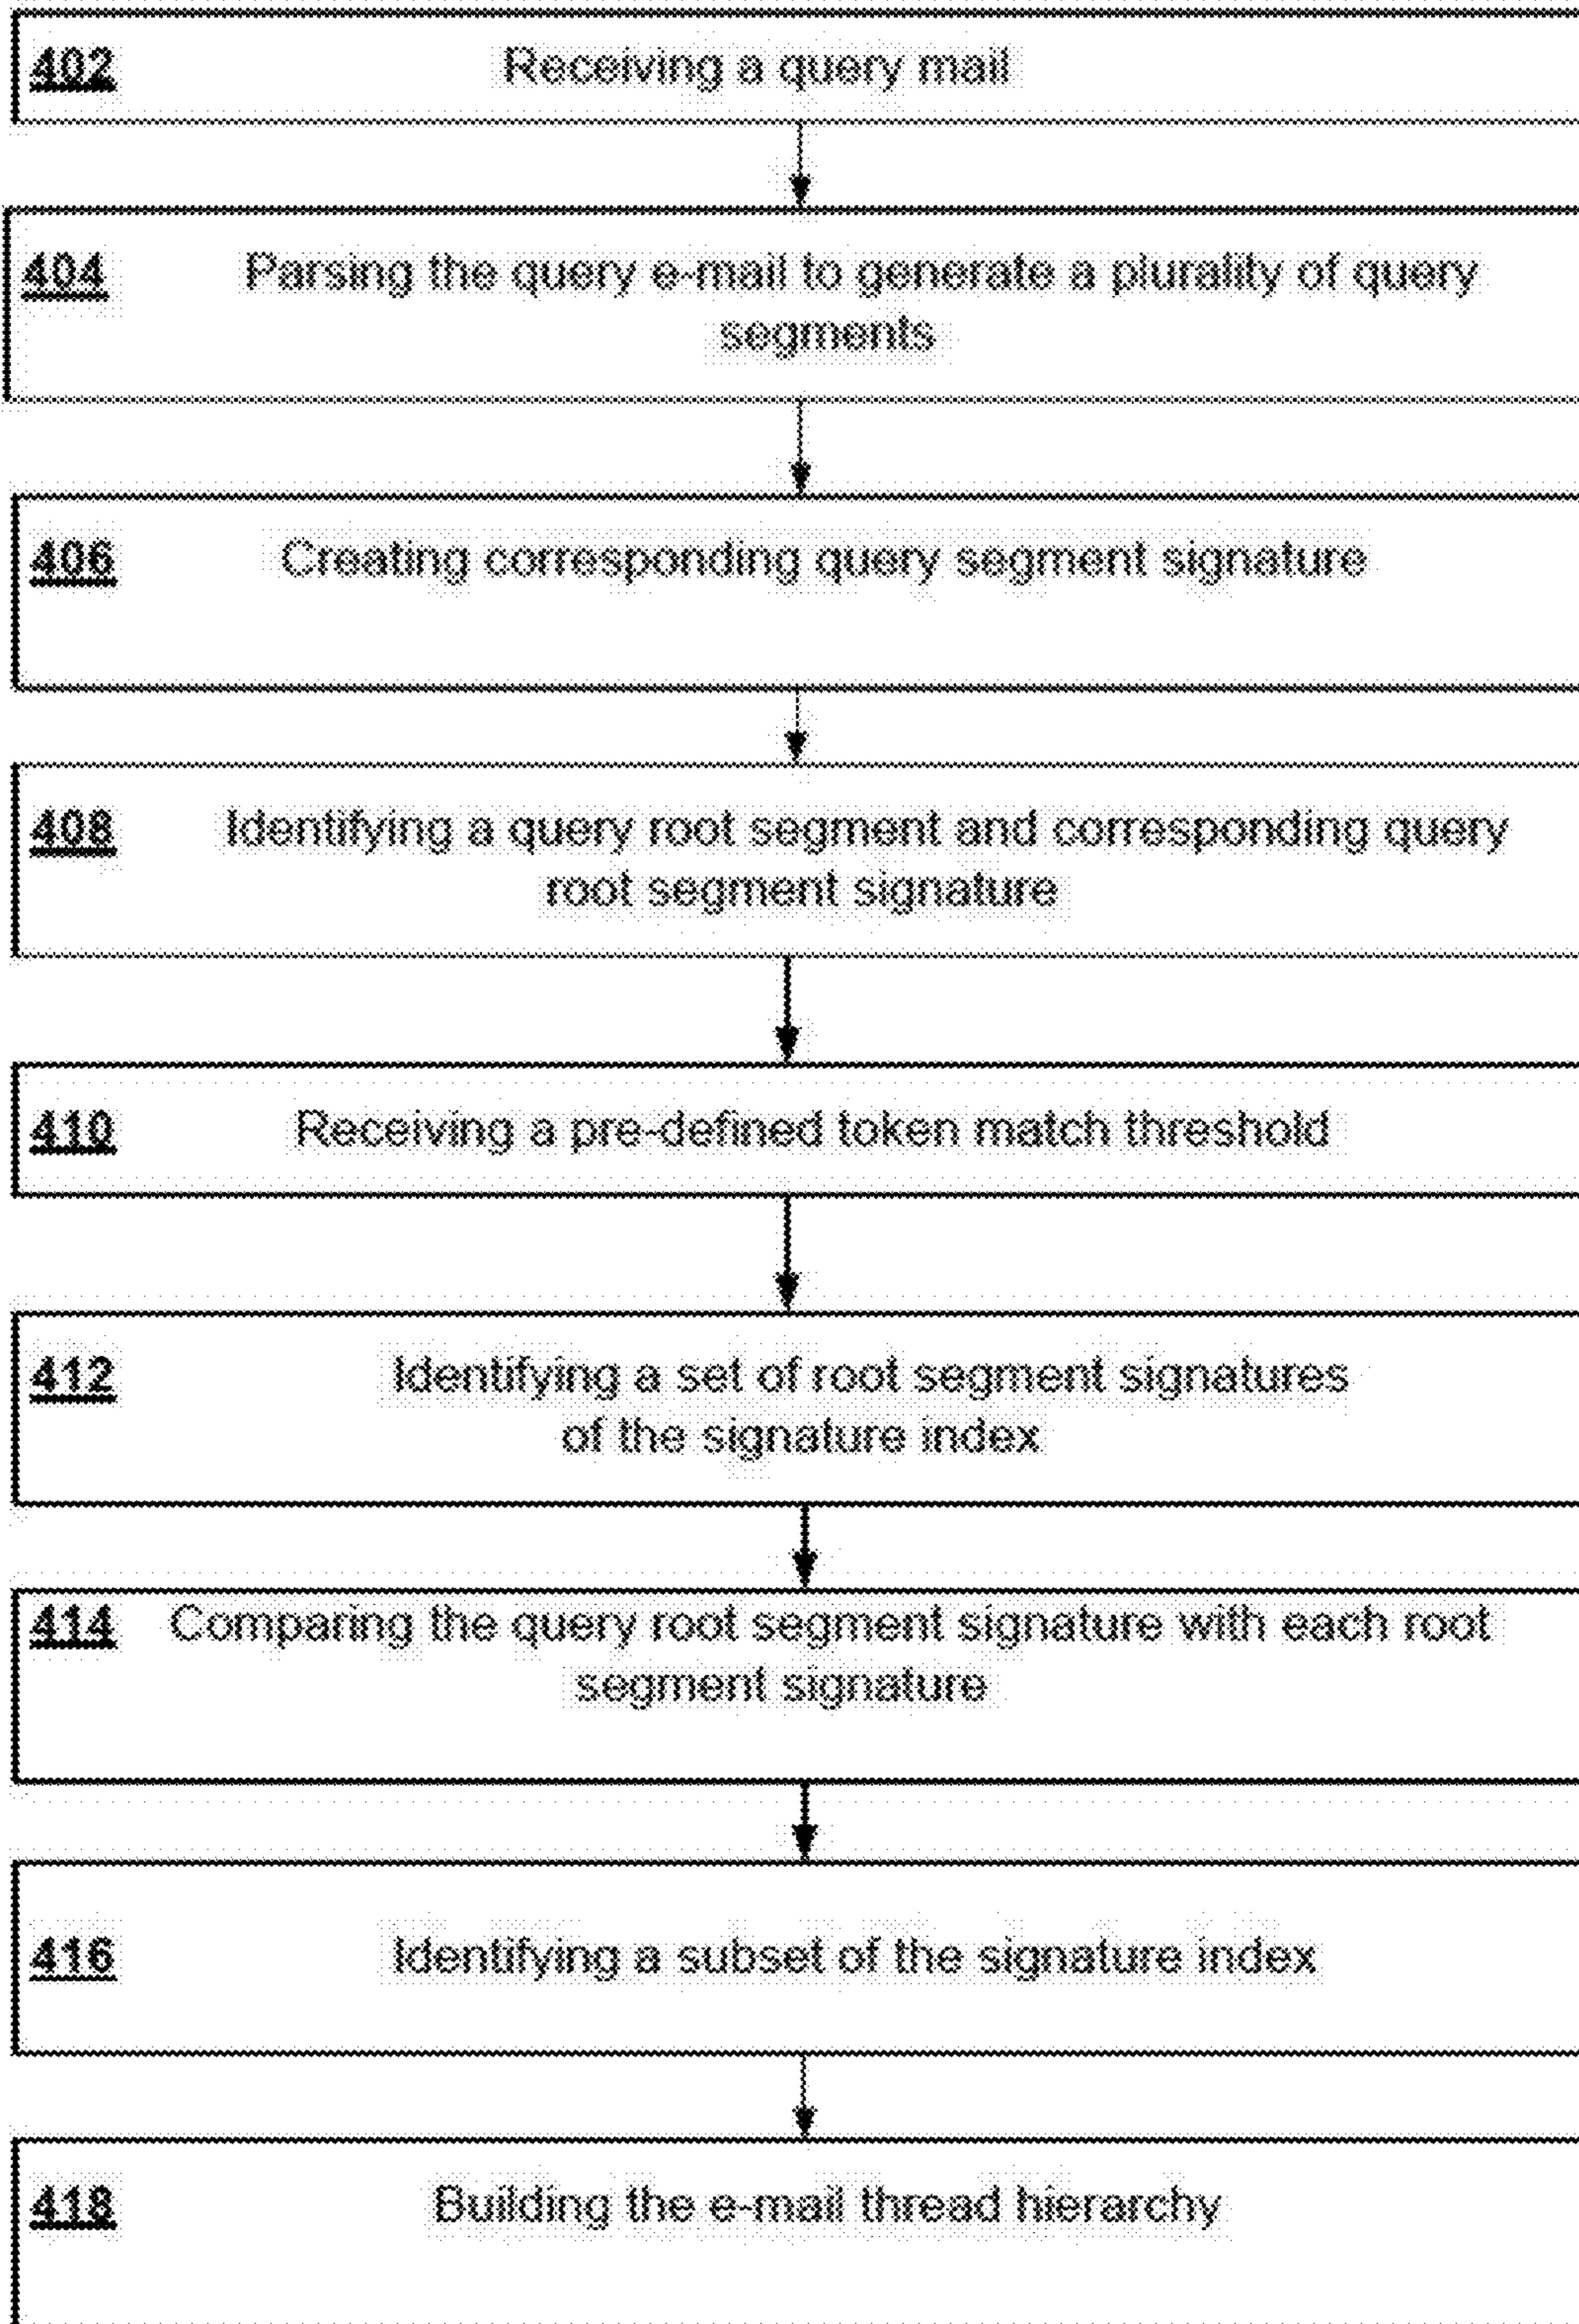 402 Receiving a query mail
404 Parsing the query e-mail to generate a plurality of query
segments
406 Creating corresponding query segment signature
408 Identifying a query root segment and corresponding query
root segment signature
410 Receiving a pre-defined token match threshold
412 Identifying a set of root segment signatures
of the signature index
414 Comparing the query root segment signature with each root
segment signature
416 Identifying a subset of the signature index
418 Building the e-mail thread hierarchy